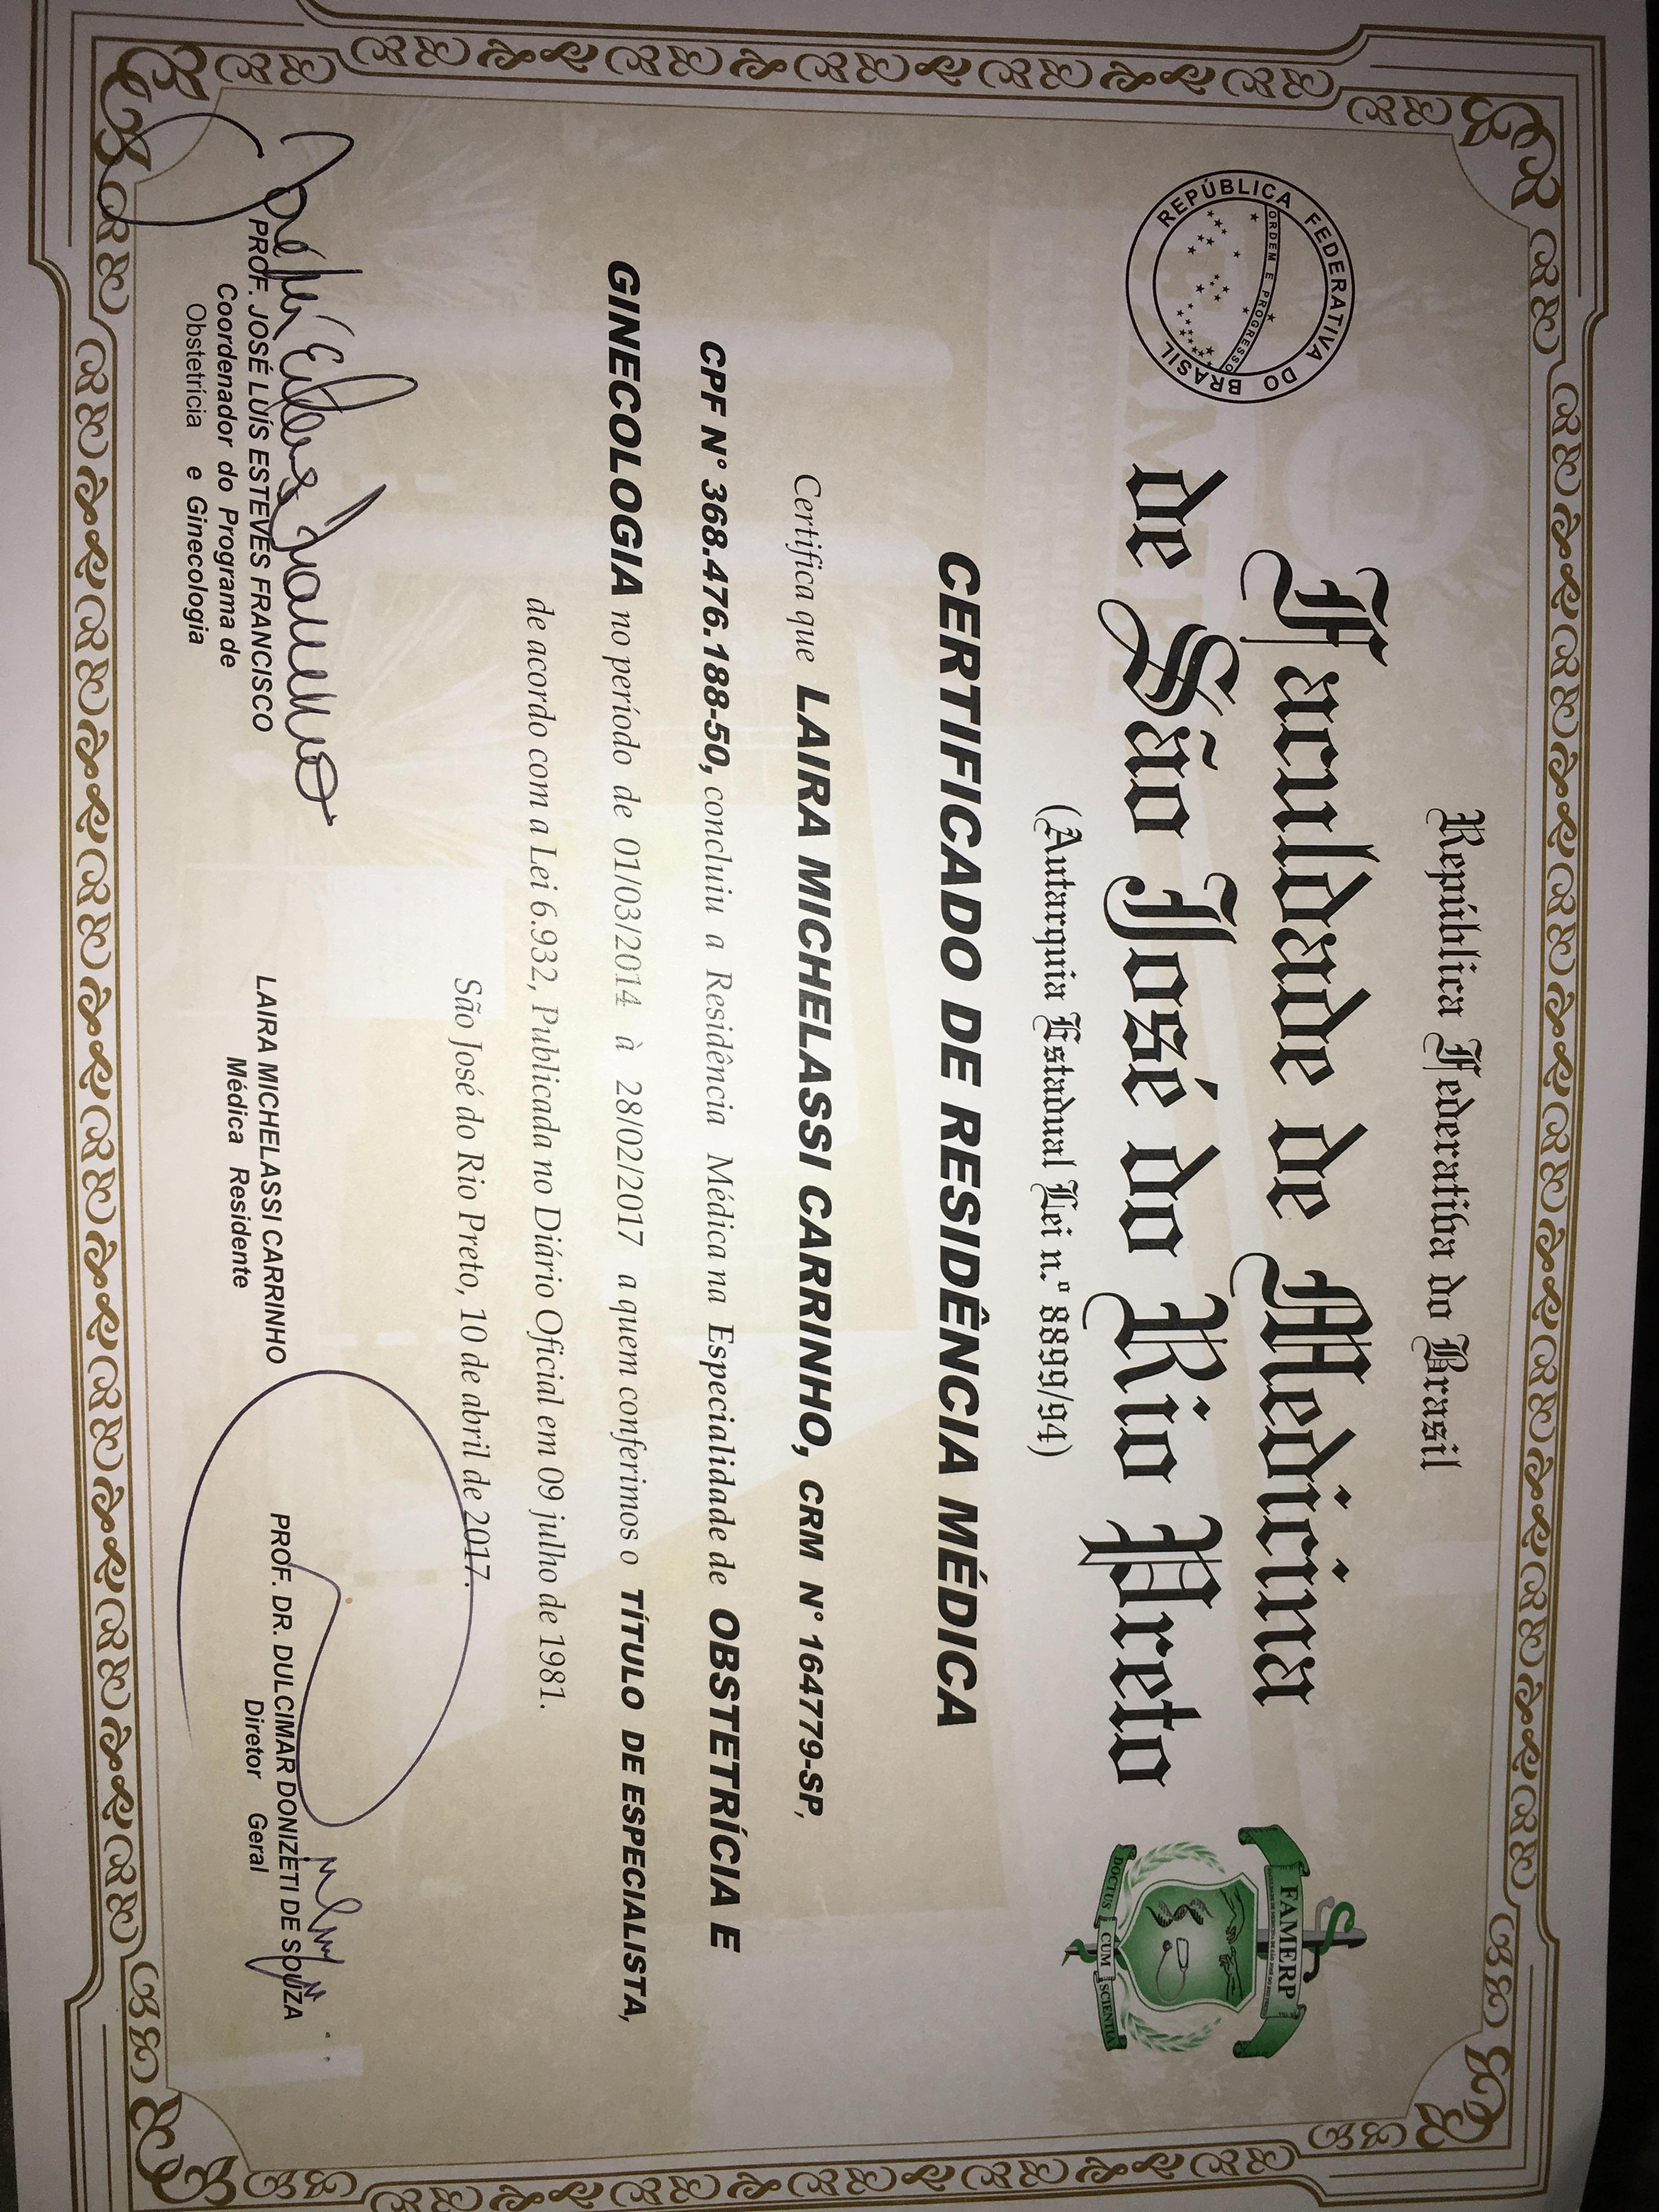 República Federativa do Brasil
REPÚBLICA FEDERATIVA DO BRASIL
ORDEM E PROGRESSO
Faculdade de Medicina
de São José do Rio Preto
FAMERP
DOCTUS CUM SCIENTIA
(Autarquia Estadual Lei n.º 8899/94)
CERTIFICADO DE RESIDÊNCIA MÉDICA
Certifica que LAIRA MICHELASSI CARRINHO, CRM N° 164779-SP,
CPF N° 368.476.188-50, concluiu a Residência Médica na Especialidade de OBSTETRÍCIA E
GINECOLOGIA no período de 01/03/2014 à 28/02/2017 a quem conferimos o TÍTULO DE ESPECIALISTA,
de acordo com a Lei 6.932, Publicada no Diário Oficial em 09 julho de 1981.
São José do Rio Preto, 10 de abril de 2017.
PROF. JOSÉ LUÍS ESTEVES FRANCISCO
Coordenador do Programa de
Obstetrícia e Ginecologia
LAIRA MICHELASSI CARRINHO
Médica Residente
PROF. DR. DULCIMAR DONIZETI DE SOUZA
Diretor Geral